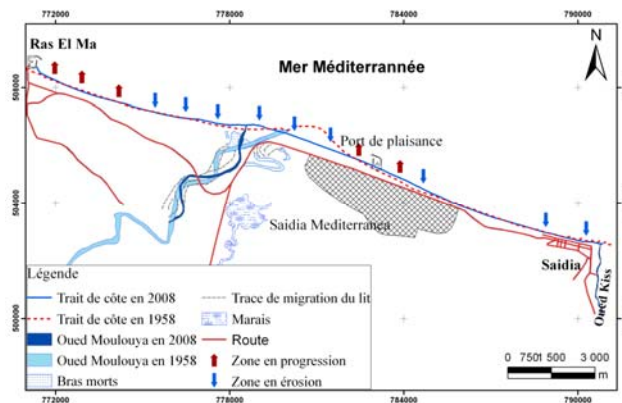 772000 778000 784000 790000
Ras El Ma
Mer Méditerrannée
N
508000
Port de plaisance
504000
Saidia Mediterranea
Saidia
Oued Kiss
500000
Légende
Trait de côte en 2008
Trait de côte en 1958
Oued Moulouya en 2008
Oued Moulouya en 1958
Bras morts
Trace de migration du lit
Marais
Route
Zone en progression
Zone en érosion
0 750 1 500 3 000
m
772000 778000 784000 790000